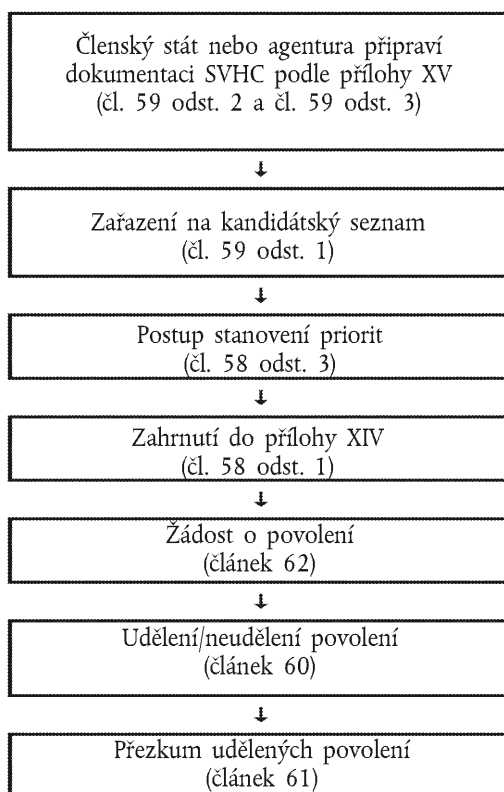 Členský stát nebo agentura připraví
dokumentaci SVHC podle přílohy XV
(čl. 59 odst. 2 a čl. 59 odst. 3)
Zařazení na kandidátský seznam
(čl. 59 odst. 1)
Postup stanovení priorit
(čl. 58 odst. 3)
Zahrnutí do přílohy XIV
(čl. 58 odst. 1)
Žádost o povolení
(článek 62)
Udělení/neudělení povolení
(článek 60)
Přezkum udělených povolení
(článek 61)